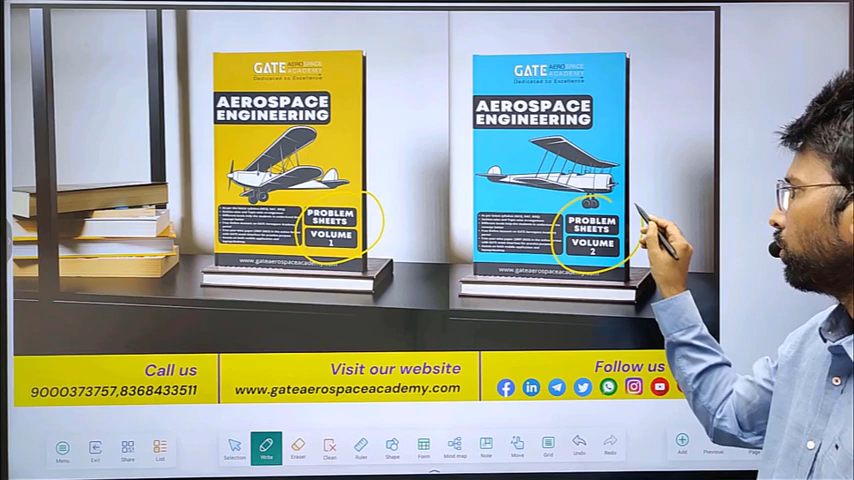 GATE AEROSPACE ACADEMY
Dedicated to Excellence
AEROSPACE
ENGINEERING
PROBLEM
SHEETS
VOLUME
1
www.gateaerospaceacademy.com
GATE AEROSPACE ACADEMY
Dedicated to Excellence
AEROSPACE
ENGINEERING
PROBLEM
SHEETS
VOLUME
2
www.gateaerospaceacademy.com
Call us
9000373757,8368433511
Visit our website
www.gateaerospaceacademy.com
Follow us
Menu
Exit
Share
List
Selection
Write
Eraser
Clean
Ruler
Shape
Form
Mind map
Note
Move
Grid
Undo
Redo
Add
Previous